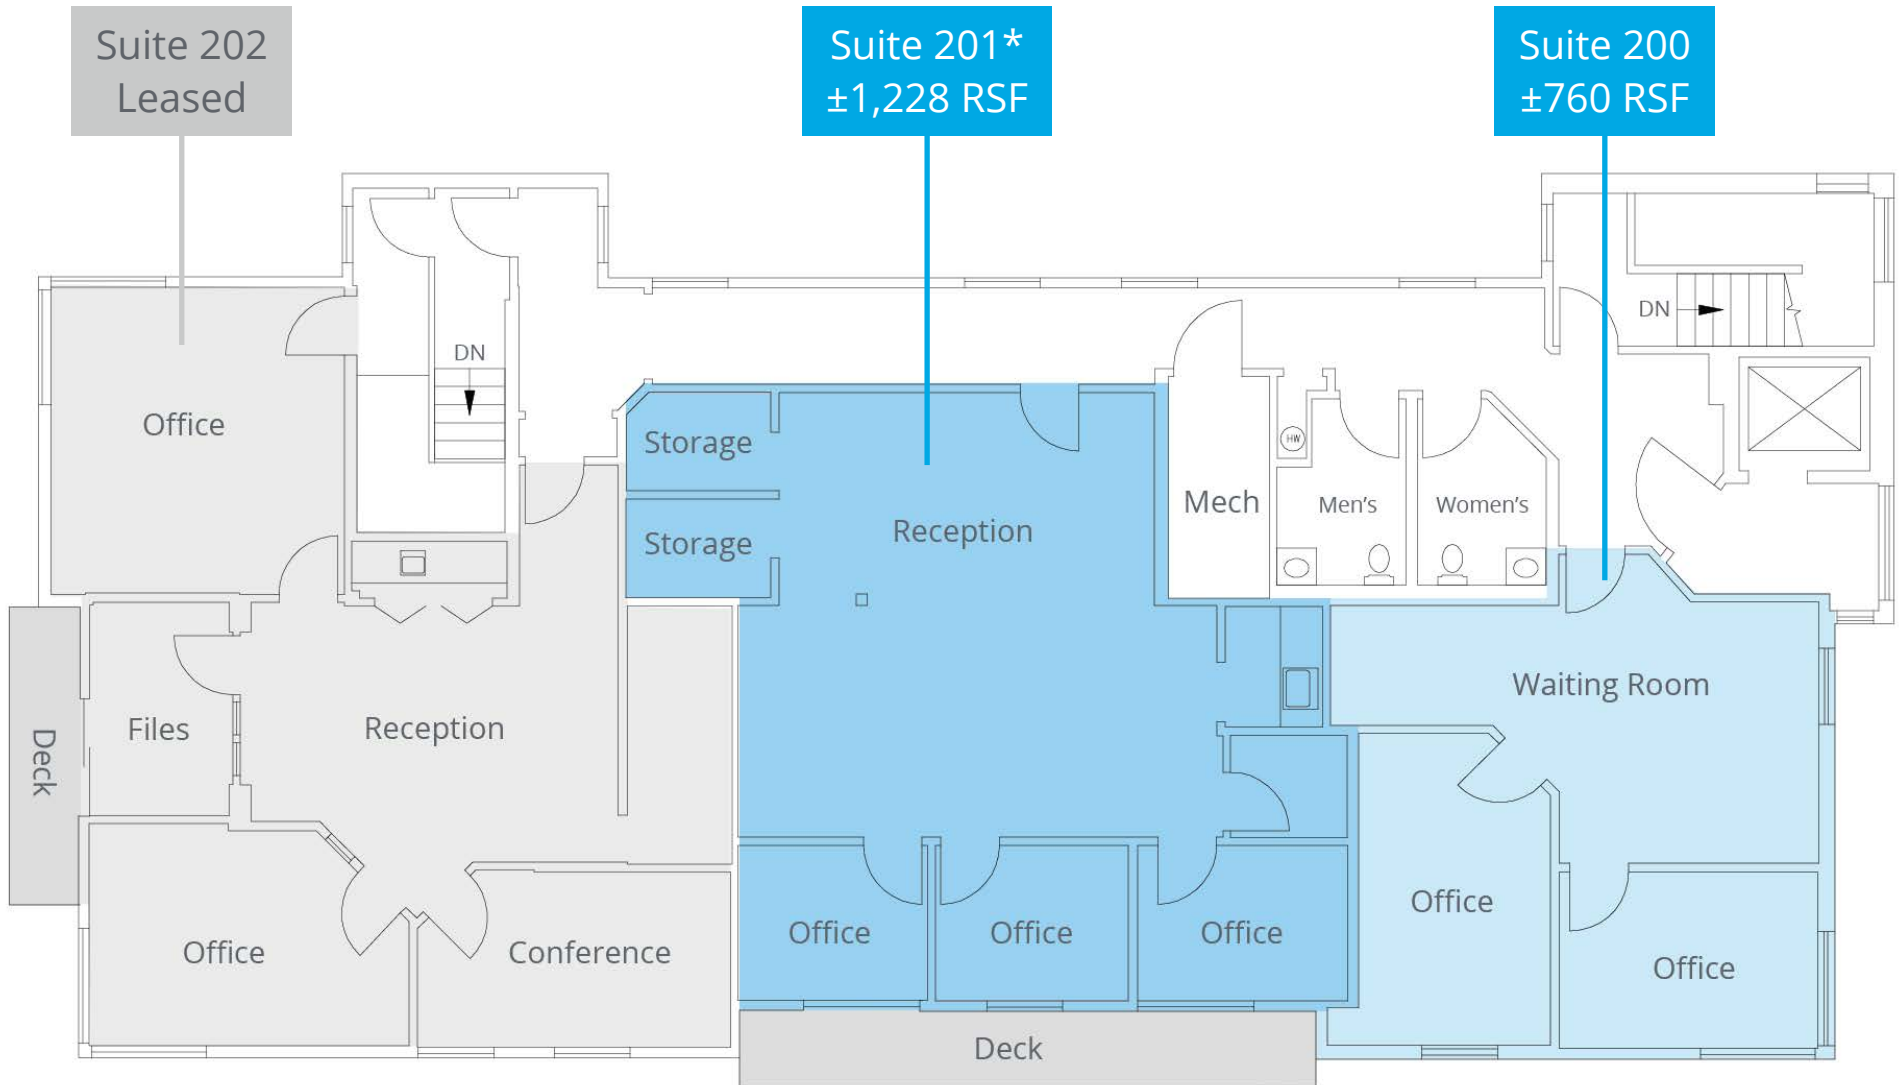 Suite 202
Leased
Suite 201*
±1,228 RSF
Suite 200
±760 RSF
DN
DN
Office
Storage
HW
Mech
Men's
Women's
Reception
Storage
Waiting Room
Files
Reception
Deck
Office
Office
Office
Office
Office
Conference
Office
Deck